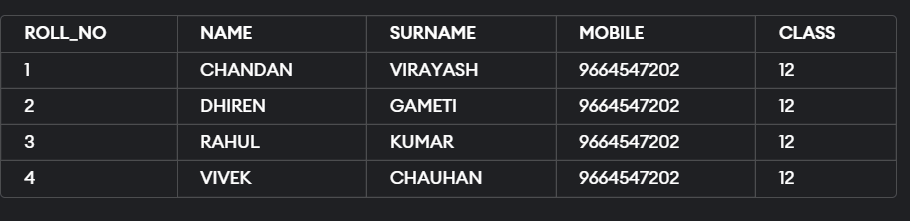 ROLL_NO NAME SURNAME MOBILE CLASS
1 CHANDAN VIRAYASH 9664547202 12
2 DHIREN GAMETI 9664547202 12
3 RAHUL KUMAR 9664547202 12
4 VIVEK CHAUHAN 9664547202 12